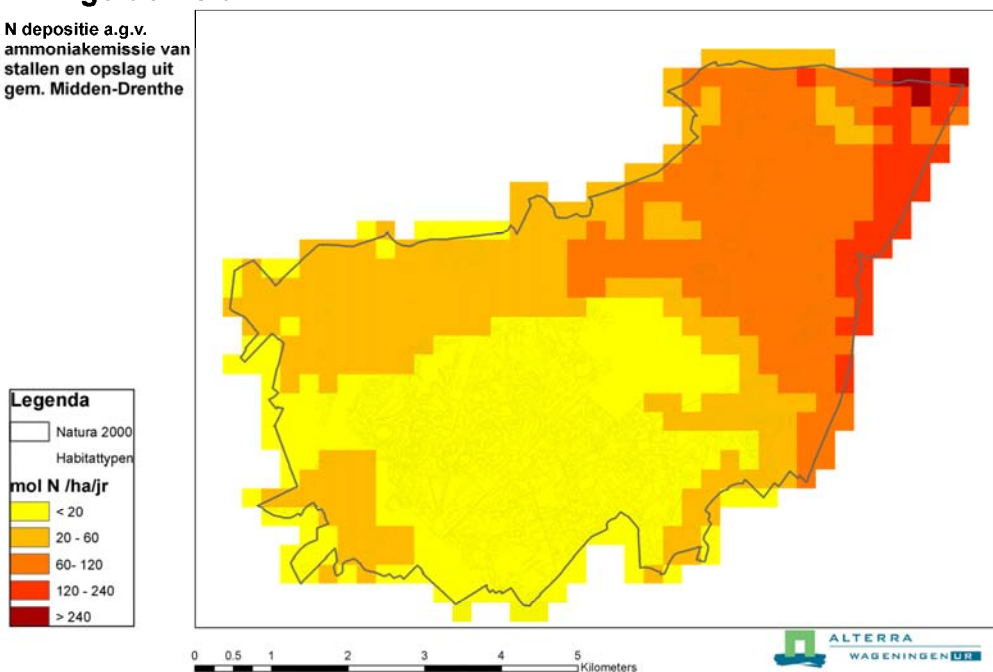 N depositie a.g.v.
ammoniakemissie van
stallen en opslag uit
gem. Midden-Drenthe
Legenda
Natura 2000
Habitattypen
mol N /ha/jr
< 20
20 - 60
60- 120
120 - 240
> 240
0 0.5 1 2 3 4 5
Kilometers
ALTERRA
WAGENINGEN UR